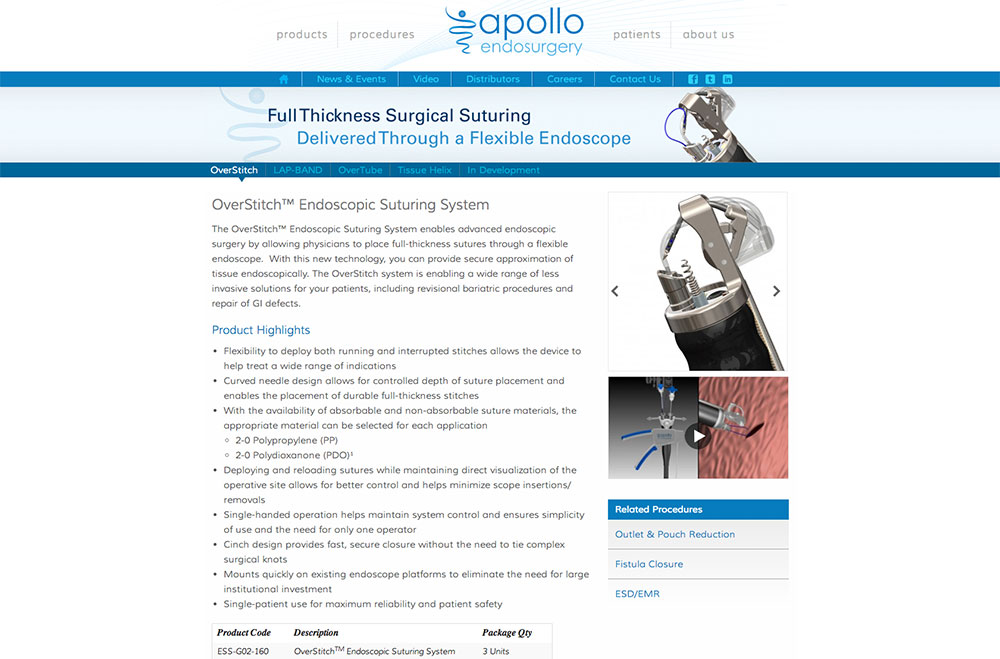 products
procedures
apollo
endosurgery
patients
about us
News & Events
Video
Distributors
Careers
Contact Us
Full Thickness Surgical Suturing
Delivered Through a Flexible Endoscope
OverStitch
LAP-BAND
OverTube
Tissue Helix
In Development
OverStitch™ Endoscopic Suturing System
The OverStitch™ Endoscopic Suturing System enables advanced endoscopic
surgery by allowing physicians to place full-thickness sutures through a flexible
endoscope. With this new technology, you can provide secure approximation of
tissue endoscopically. The OverStitch system is enabling a wide range of less
invasive solutions for your patients, including revisional bariatric procedures and
repair of GI defects.
Product Highlights
• Flexibility to deploy both running and interrupted stitches allows the device to
help treat a wide range of indications
• Curved needle design allows for controlled depth of suture placement and
enables the placement of durable full-thickness stitches
• With the availability of absorbable and non-absorbable suture materials, the
appropriate material can be selected for each application
◦ 2-0 Polypropylene (PP)
◦ 2-0 Polydioxanone (PDO)¹
• Deploying and reloading sutures while maintaining direct visualization of the
operative site allows for better control and helps minimize scope insertions/
removals
• Single-handed operation helps maintain system control and ensures simplicity
of use and the need for only one operator
• Cinch design provides fast, secure closure without the need to tie complex
surgical knots
• Mounts quickly on existing endoscope platforms to eliminate the need for large
institutional investment
• Single-patient use for maximum reliability and patient safety
Product Code Description Package Qty
ESS-G02-160 OverStitch™ Endoscopic Suturing System 3 Units
Related Procedures
Outlet & Pouch Reduction
Fistula Closure
ESD/EMR